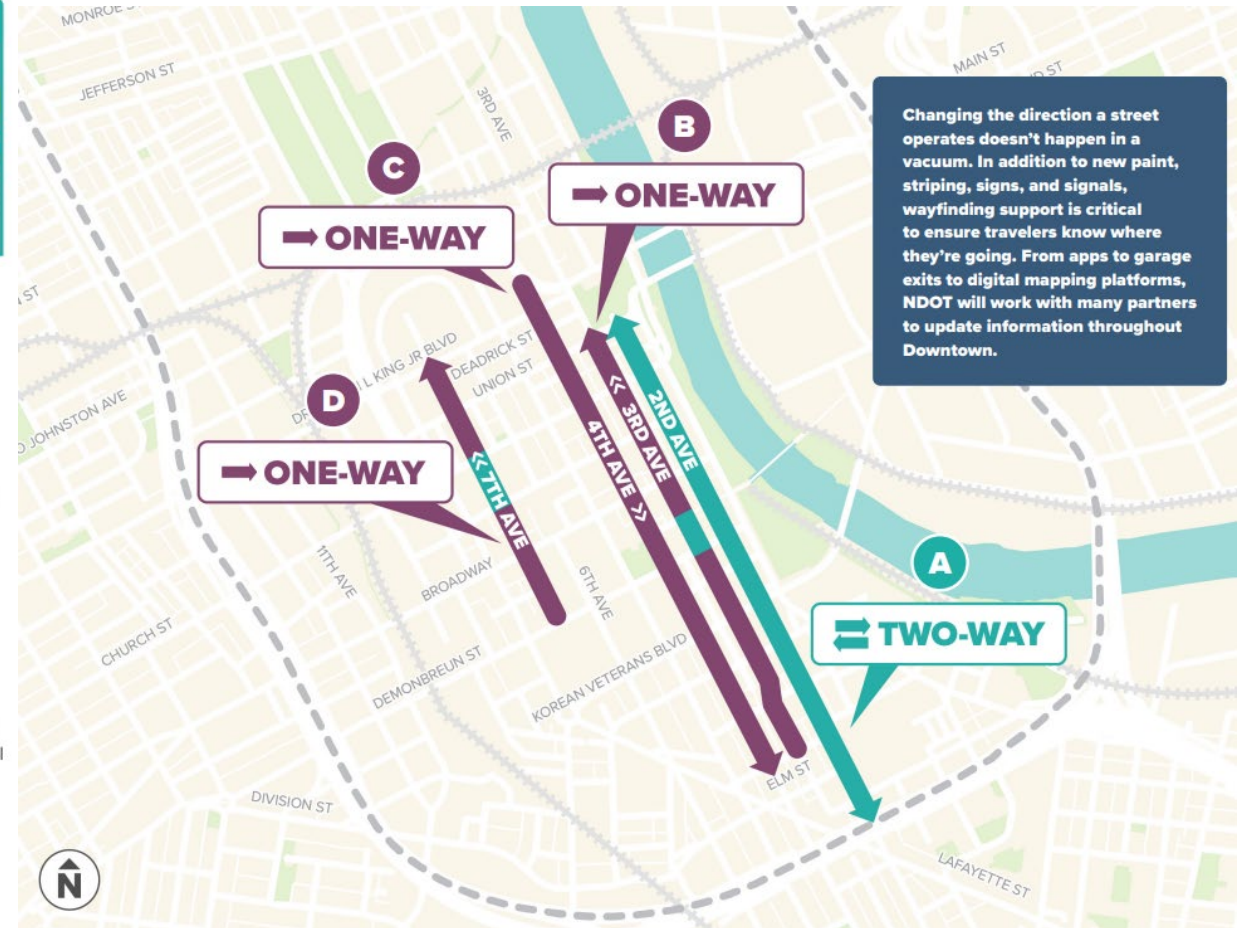 MONROE S
JEFFERSON ST
3RD AVE
MAIN ST
ND ST
Changing the direction a street
operates doesn't happen in a
vacuum. In addition to new paint,
striping, signs, and signals,
wayfinding support is critical
to ensure travelers know where
they're going. From apps to garage
exits to digital mapping platforms,
NDOT will work with many partners
to update information throughout
Downtown.
B
ONE-WAY
C
ONE-WAY
N ST
L KING JR BLVD
DEADRICK ST
UNION ST
D
ONE-WAY
O JOHNSTON AVE
<< 7TH AVE
4TH AVE >>
<< 3RD AVE
2ND AVE
11TH AVE
BROADWAY
6TH AVE
A
TWO-WAY
CHURCH ST
DEMONBREUN ST
KOREAN VETERANS BLVD
ELM ST
DIVISION ST
LAFAYETTE ST
N